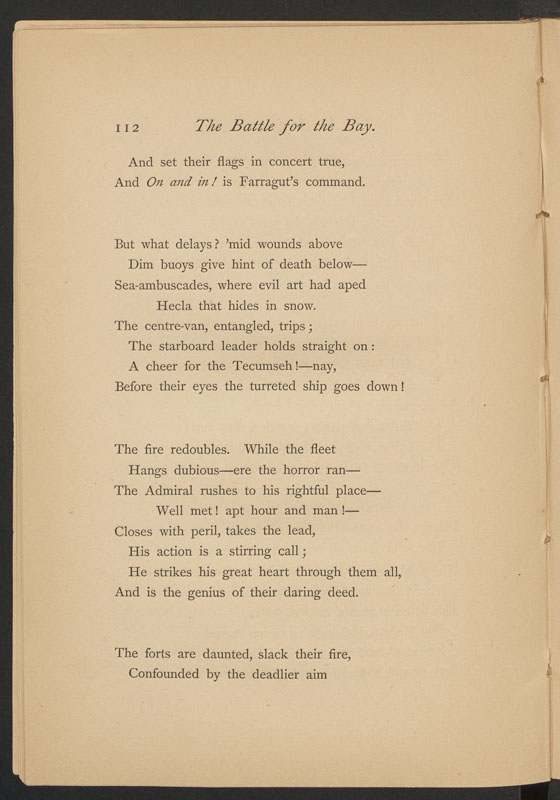 112 The Battle for the Bay.
And set their flags in concert true,
And On and in! is Farragut's command.
But what delays? 'mid wounds above
Dim buoys give hint of death below—
Sea-ambuscades, where evil art had aped
Hecla that hides in snow.
The centre-van, entangled, trips;
The starboard leader holds straight on:
A cheer for the Tecumseh!—nay,
Before their eyes the turreted ship goes down!
The fire redoubles. While the fleet
Hangs dubious—ere the horror ran—
The Admiral rushes to his rightful place—
Well met! apt hour and man!—
Closes with peril, takes the lead,
His action is a stirring call;
He strikes his great heart through them all,
And is the genius of their daring deed.
The forts are daunted, slack their fire,
Confounded by the deadlier aim